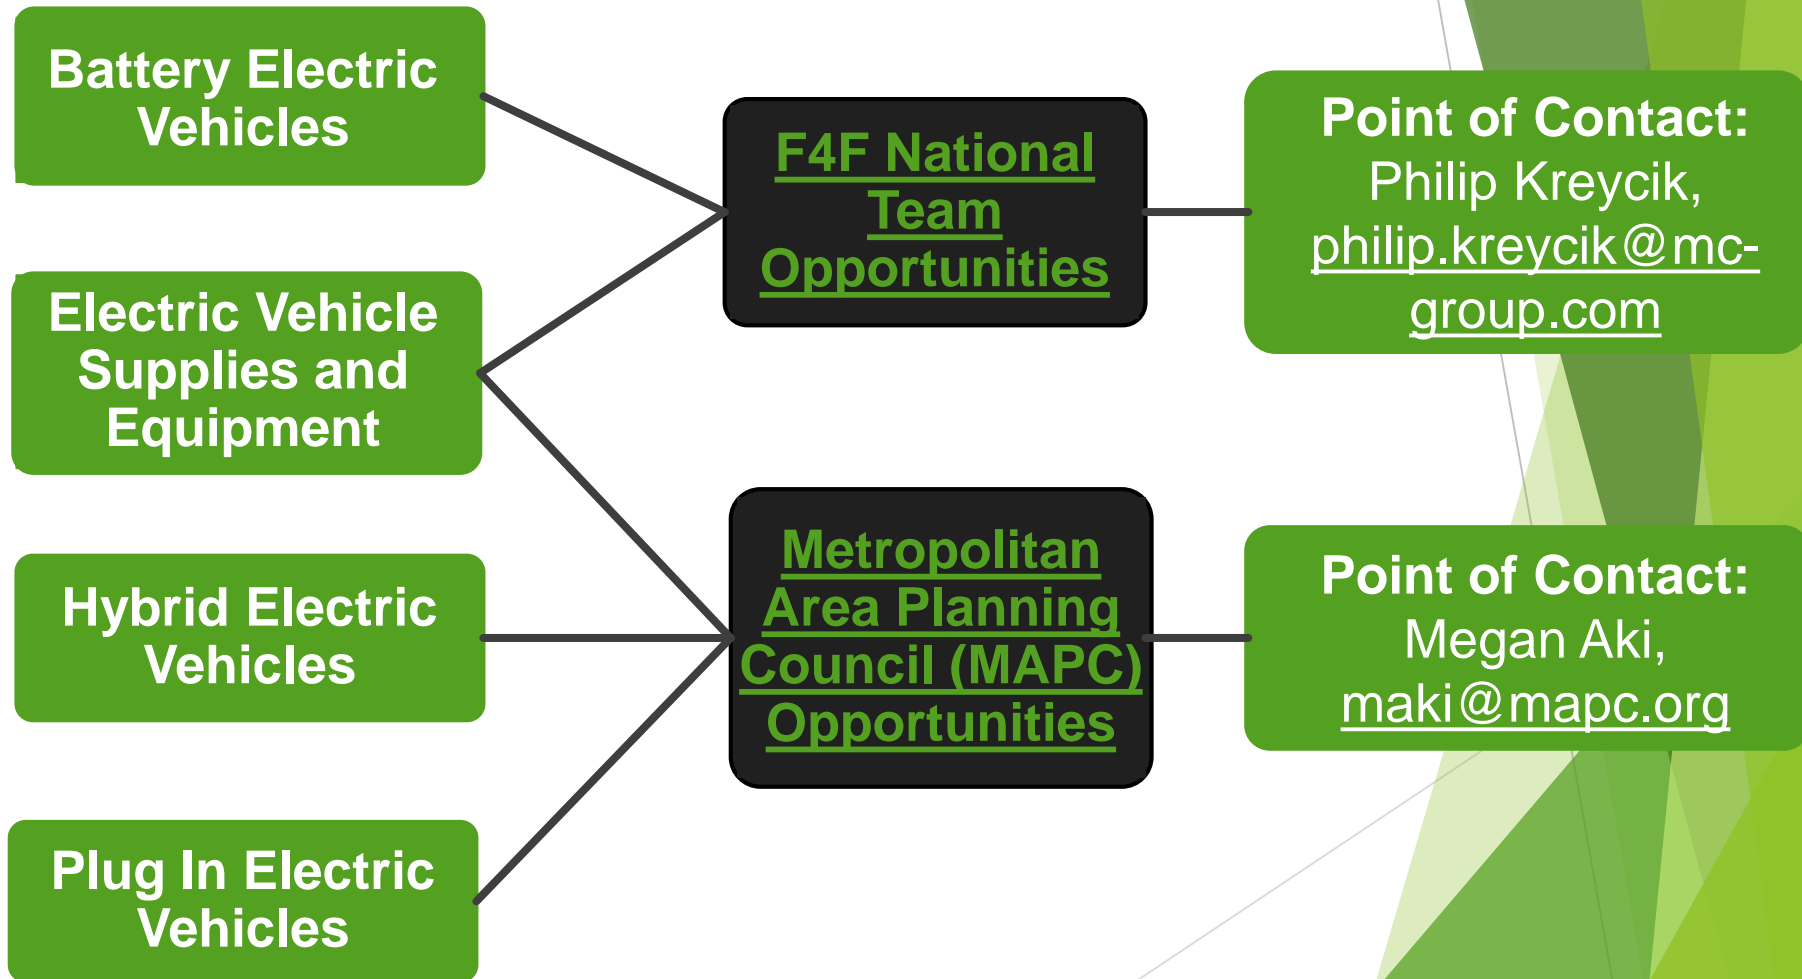 Battery Electric
Vehicles
Electric Vehicle
Supplies and
Equipment
Hybrid Electric
Vehicles
Plug In Electric
Vehicles
F4F National
Team
Opportunities
Metropolitan
Area Planning
Council (MAPC)
Opportunities
Point of Contact:
Philip Kreycik,
philip.kreycik@mc-
group.com
Point of Contact:
Megan Aki,
maki@mapc.org